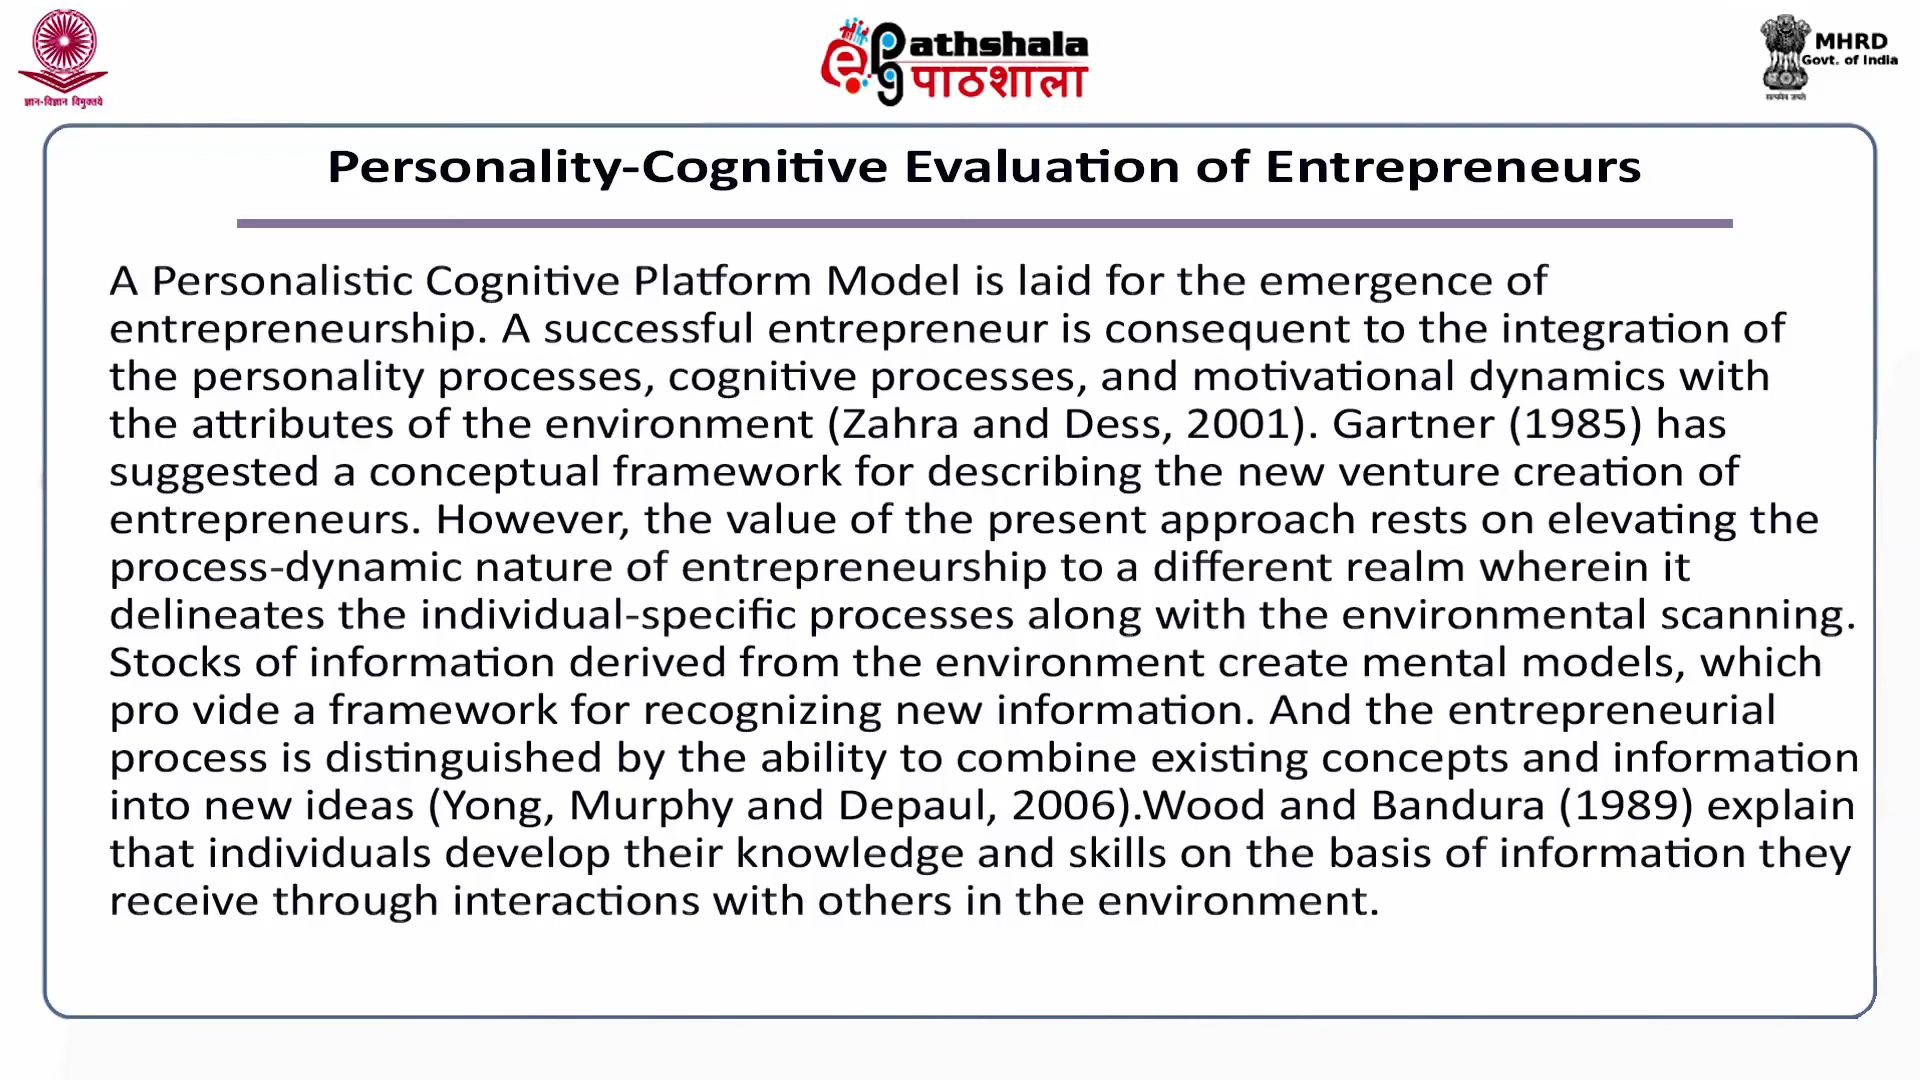 ज्ञान-विज्ञान विमुक्तये
e PG Pathshala
पाठशाला
MHRD
Govt. of India
सत्यमेव जयते
Personality-Cognitive Evaluation of Entrepreneurs
A Personalistic Cognitive Platform Model is laid for the emergence of
entrepreneurship. A successful entrepreneur is consequent to the integration of
the personality processes, cognitive processes, and motivational dynamics with
the attributes of the environment (Zahra and Dess, 2001). Gartner (1985) has
suggested a conceptual framework for describing the new venture creation of
entrepreneurs. However, the value of the present approach rests on elevating the
process-dynamic nature of entrepreneurship to a different realm wherein it
delineates the individual-specific processes along with the environmental scanning.
Stocks of information derived from the environment create mental models, which
pro vide a framework for recognizing new information. And the entrepreneurial
process is distinguished by the ability to combine existing concepts and information
into new ideas (Yong, Murphy and Depaul, 2006).Wood and Bandura (1989) explain
that individuals develop their knowledge and skills on the basis of information they
receive through interactions with others in the environment.